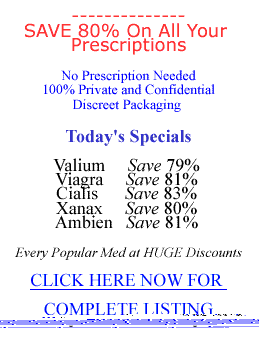 --------------
SAVE 80% On All Your
Prescriptions
No Prescription Needed
100% Private and Confidential
Discreet Packaging
Today's Specials
Valium Save 79%
Viagra Save 81%
Cialis Save 83%
Xanax Save 80%
Ambien Save 81%
Every Popular Med at HUGE Discounts
CLICK HERE NOW FOR
COMPLETE LISTING